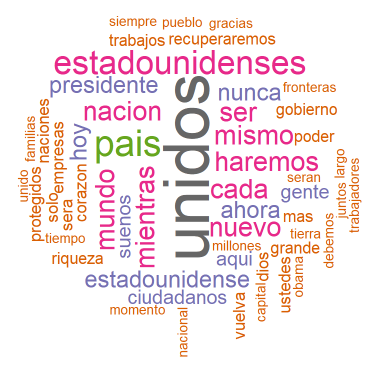 siempre pueblo gracias
trabajos recuperaremos
estadounidenses
presidente
nunca
fronteras
nacion
ser
gobierno
pais
mismo
poder
unidos
haremos
seran
cada
gente
ahora
mas
nuevo
tierra
millones
grande
aqui
dios
estadounidense
ciudadanos
momento
riqueza
tiempo
unido
familias
protegidos
naciones
solo
empresas
sera
corazon
hoy
mundo
suenos
mientras
nacional
vuelva
capital
ustedes
obama
debemos
juntos
largo
trabajadores